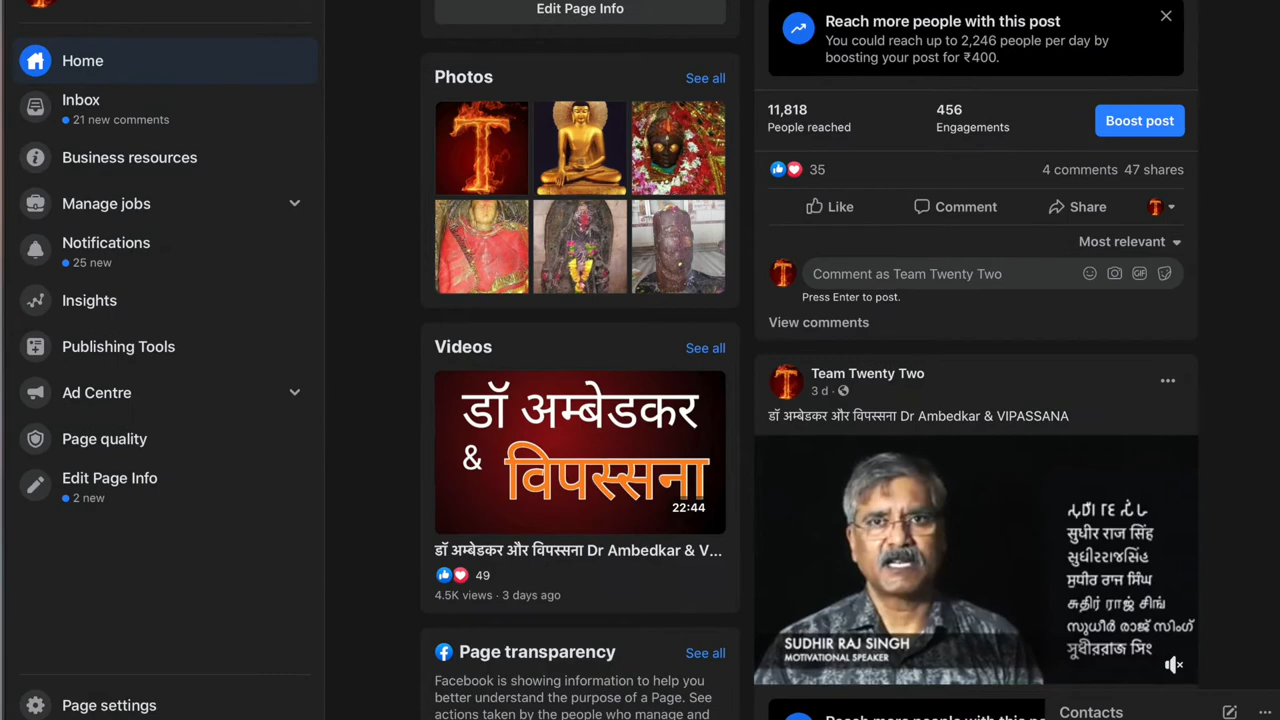 Home
Inbox
21 new comments
Business resources
Manage jobs
Notifications
25 new
Insights
Publishing Tools
Ad Centre
Page quality
Edit Page Info
2 new
Page settings
Edit Page Info
Photos
See all
T
Videos
See all
डॉ अम्बेडकर
&
विपस्सना
22:44
डॉ अम्बेडकर और विपस्सना Dr Ambedkar & V...
49
4.5K views · 3 days ago
Page transparency
See all
Facebook is showing information to help you
better understand the purpose of a Page. See
actions taken by the people who manage and
Reach more people with this post
You could reach up to 2,246 people per day by
boosting your post for ₹400.
11,818
People reached
456
Engagements
Boost post
35
4 comments 47 shares
Like
Comment
Share
Most relevant
Comment as Team Twenty Two
GIF
Press Enter to post.
View comments
Team Twenty Two
3 d ·
डॉ अम्बेडकर और विपस्सना Dr Ambedkar & VIPASSANA
सुधीर राज सिंह
સુધીરરાજસિંહ
ਸੁਧੀਰ ਰਾਜ ਸਿੰਘ
சுதிர் ராஜ் சிங்
സുധീർ രാജ് സിംഗ്
सुधीरराज सिंग
SUDHIR RAJ SINGH
MOTIVATIONAL SPEAKER
Contacts